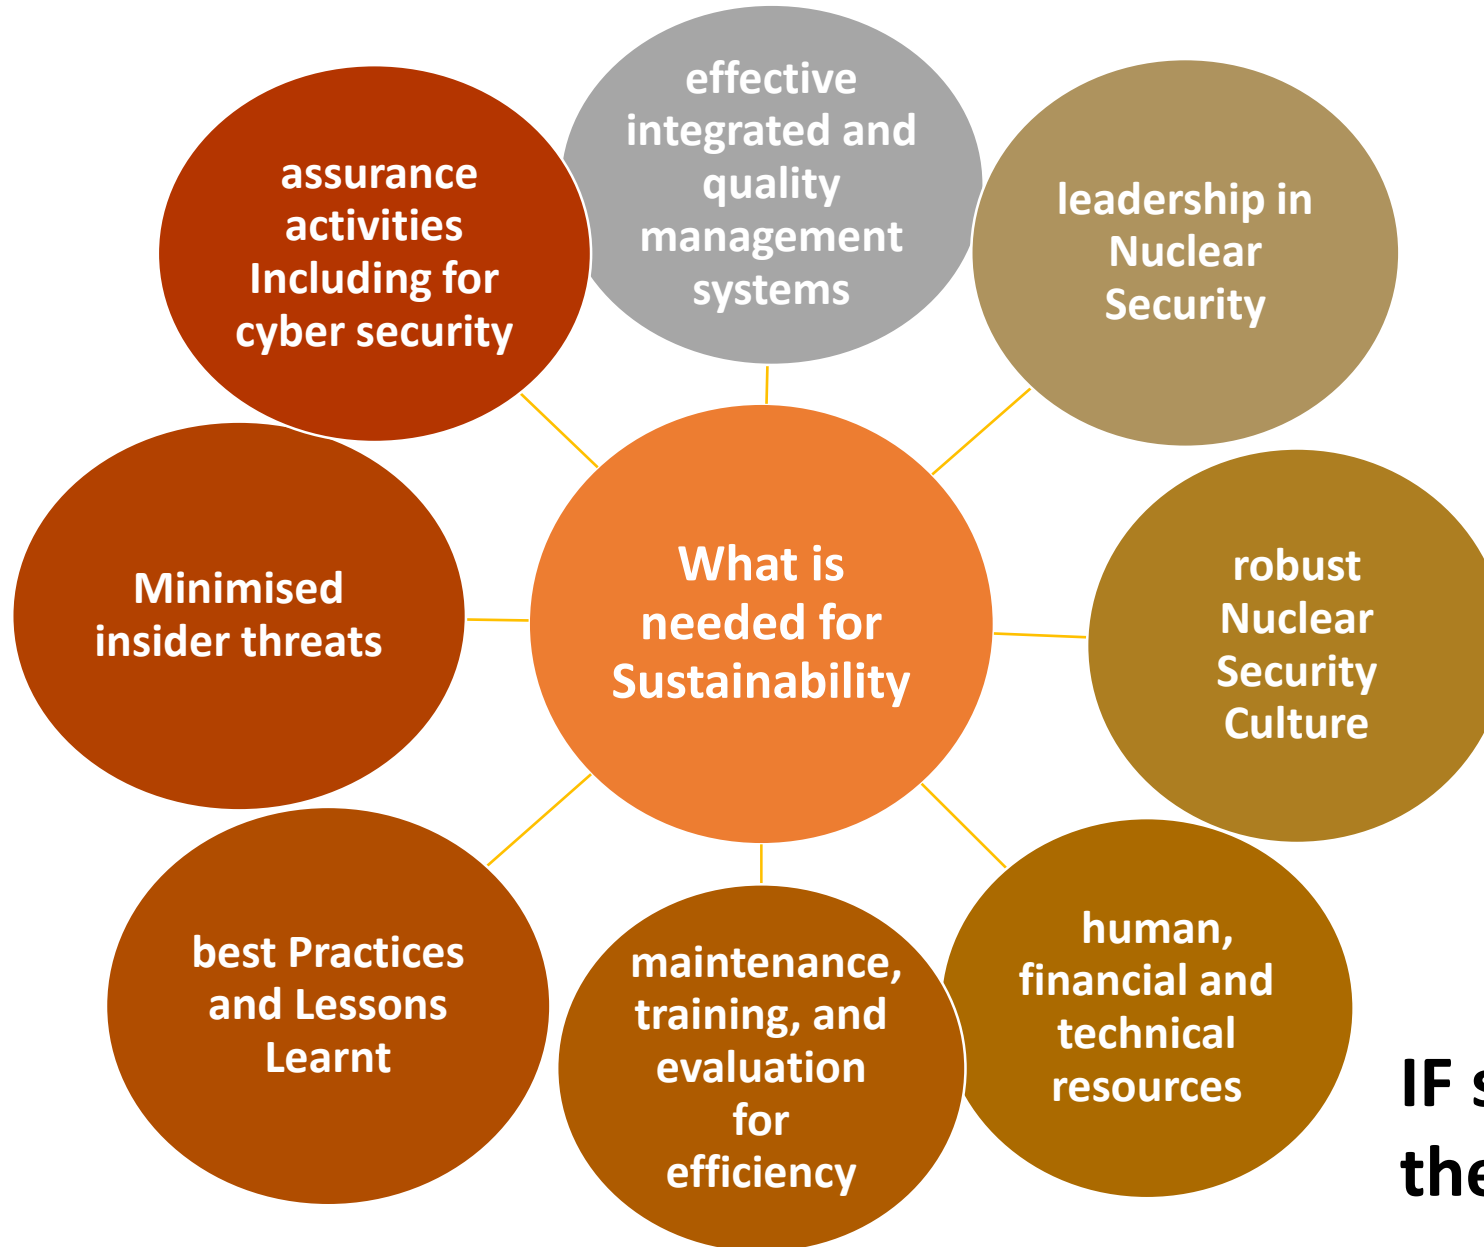 effective
integrated and
quality
management
systems
leadership in
Nuclear
Security
robust
Nuclear
Security
Culture
human,
financial and
technical
resources
maintenance,
training, and
evaluation
for
efficiency
best Practices
and Lessons
Learnt
Minimised
insider threats
assurance
activities
Including for
cyber security
What is
needed for
Sustainability
IF